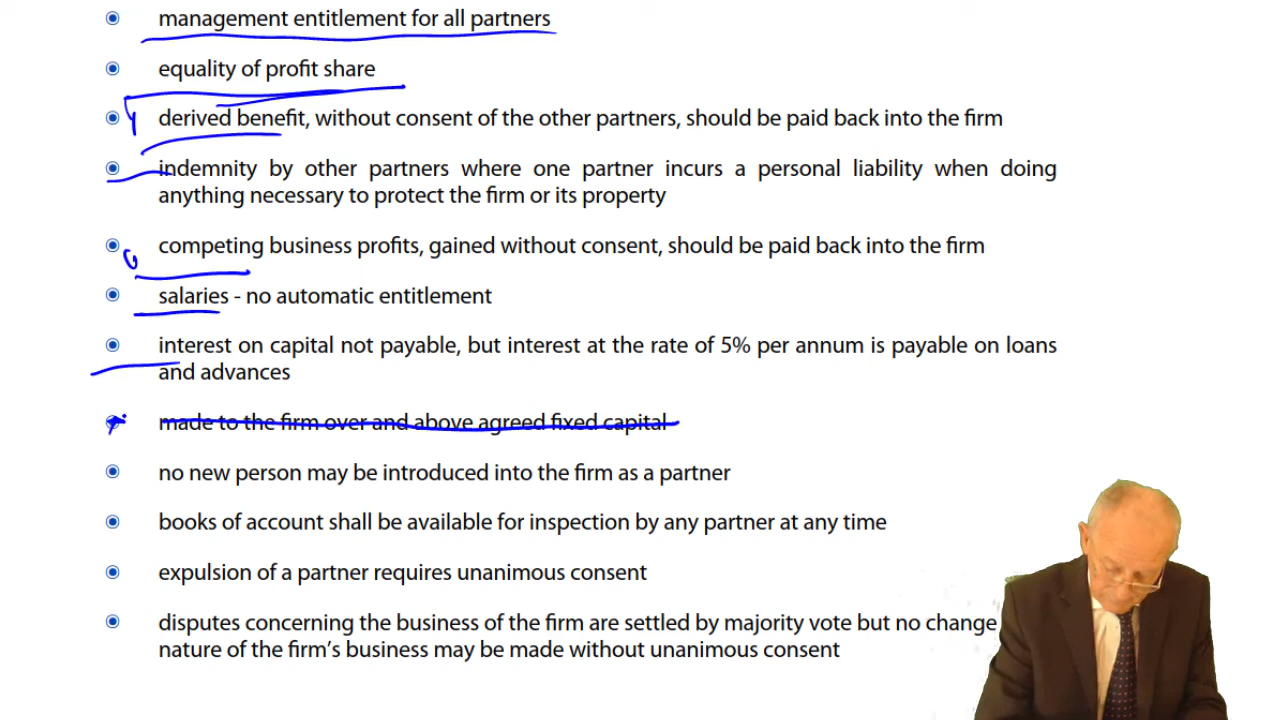 management entitlement for all partners
equality of profit share
derived benefit, without consent of the other partners, should be paid back into the firm
indemnity by other partners where one partner incurs a personal liability when doing
anything necessary to protect the firm or its property
competing business profits, gained without consent, should be paid back into the firm
salaries - no automatic entitlement
interest on capital not payable, but interest at the rate of 5% per annum is payable on loans
and advances
made to the firm over and above agreed fixed capital
no new person may be introduced into the firm as a partner
books of account shall be available for inspection by any partner at any time
expulsion of a partner requires unanimous consent
disputes concerning the business of the firm are settled by majority vote but no change
nature of the firm's business may be made without unanimous consent